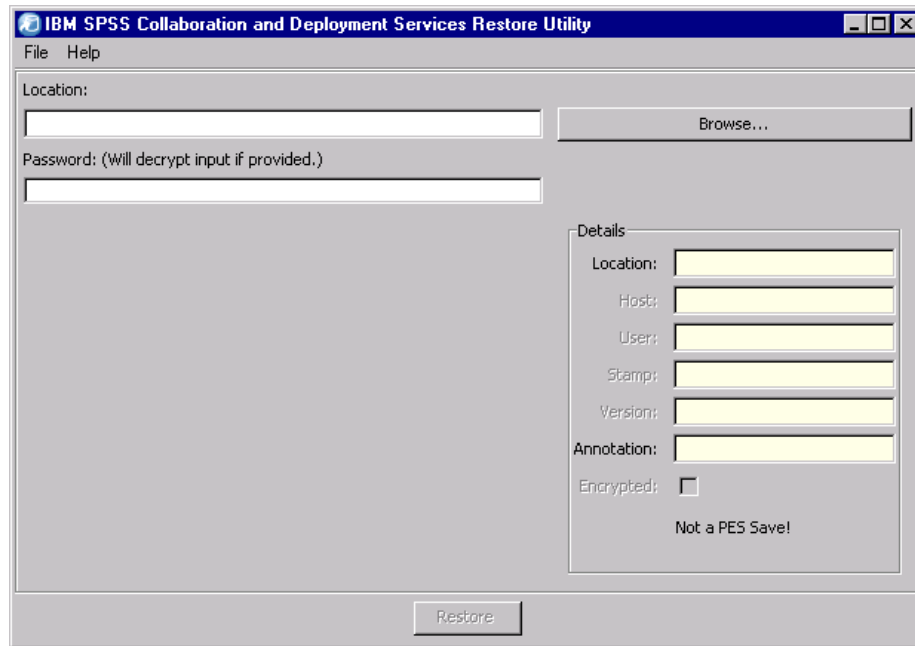 IBM SPSS Collaboration and Deployment Services Restore Utility
File Help
Location:
Browse...
Password: (Will decrypt input if provided.)
Details
Location:
Host:
User:
Stamp:
Version:
Annotation:
Encrypted:
Not a PES Save!
Restore